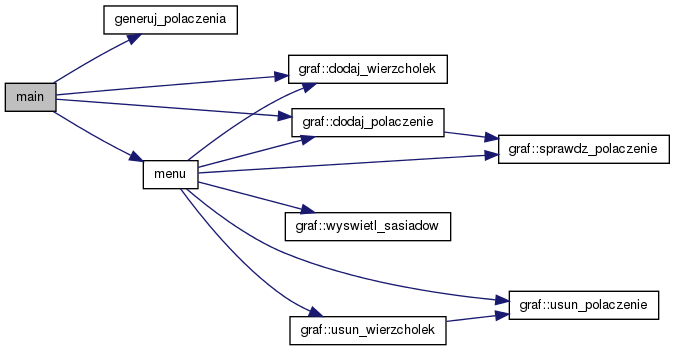 generuj_polaczenia
graf::dodaj_wierzcholek
main
graf::dodaj_polaczenie
graf::sprawdz_polaczenie
menu
graf::wyswietl_sasiadow
graf::usun_polaczenie
graf::usun_wierzcholek